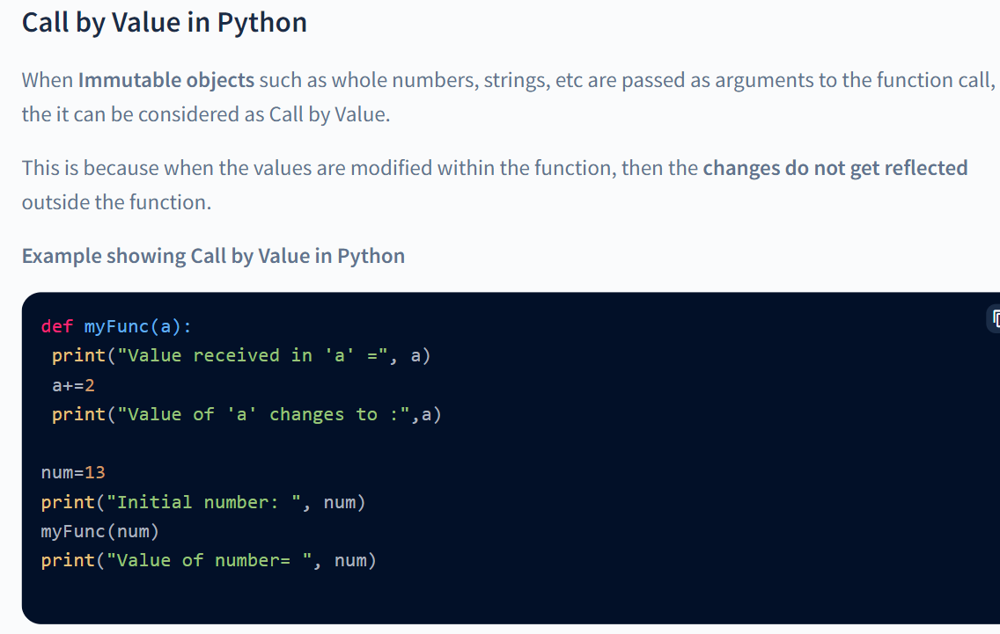 Call by Value in Python
When Immutable objects such as whole numbers, strings, etc are passed as arguments to the function call,
the it can be considered as Call by Value.
This is because when the values are modified within the function, then the changes do not get reflected
outside the function.
Example showing Call by Value in Python
def myFunc(a):
 print("Value received in 'a' =", a)
 a+=2
 print("Value of 'a' changes to :",a)
num=13
print("Initial number: ", num)
myFunc(num)
print("Value of number= ", num)